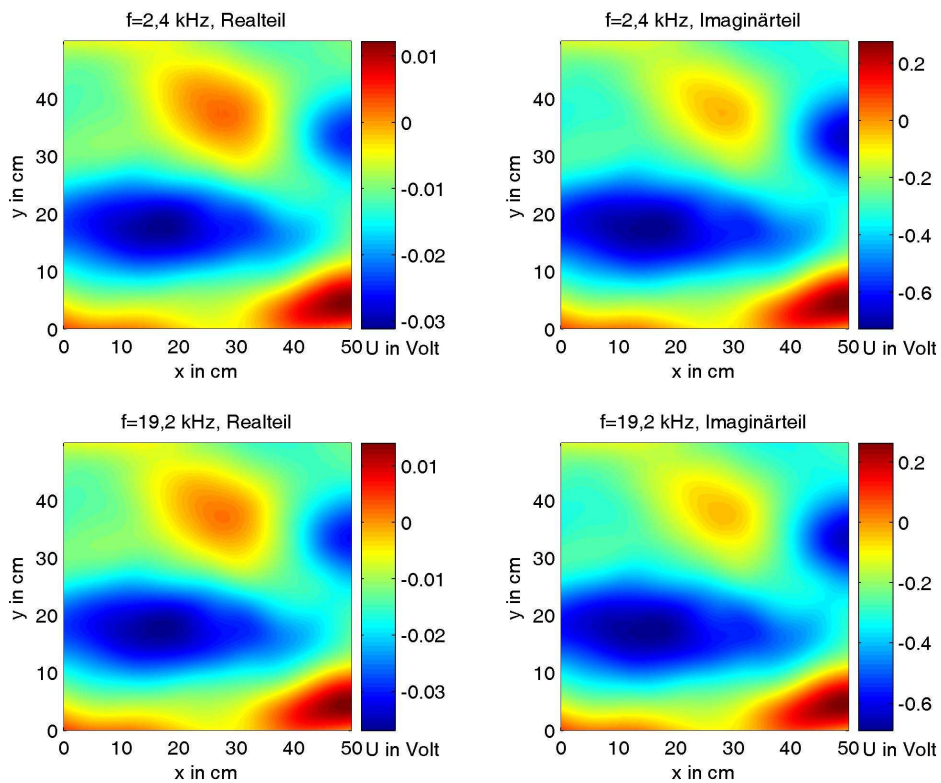 f=2,4 kHz, Realteil
y in cm
40
30
20
10
0
0 10 20 30 40 50
x in cm
0.01
0
-0.01
-0.02
-0.03
U in Volt
f=2,4 kHz, Imaginärteil
y in cm
40
30
20
10
0
0 10 20 30 40 50
x in cm
0.2
0
-0.2
-0.4
-0.6
U in Volt
f=19,2 kHz, Realteil
y in cm
40
30
20
10
0
0 10 20 30 40 50
x in cm
0.01
0
-0.01
-0.02
-0.03
U in Volt
f=19,2 kHz, Imaginärteil
y in cm
40
30
20
10
0
0 10 20 30 40 50
x in cm
0.2
0
-0.2
-0.4
-0.6
U in Volt